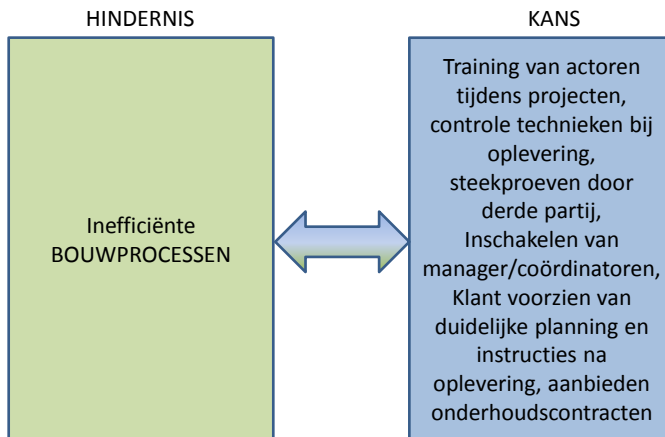 HINDERNIS
KANS
Inefficiënte
BOUWPROCESSEN
Training van actoren
tijdens projecten,
controle technieken bij
oplevering,
steekproeven door
derde partij,
Inschakelen van
manager/coördinatoren,
Klant voorzien van
duidelijke planning en
instructies na
oplevering, aanbieden
onderhoudscontracten